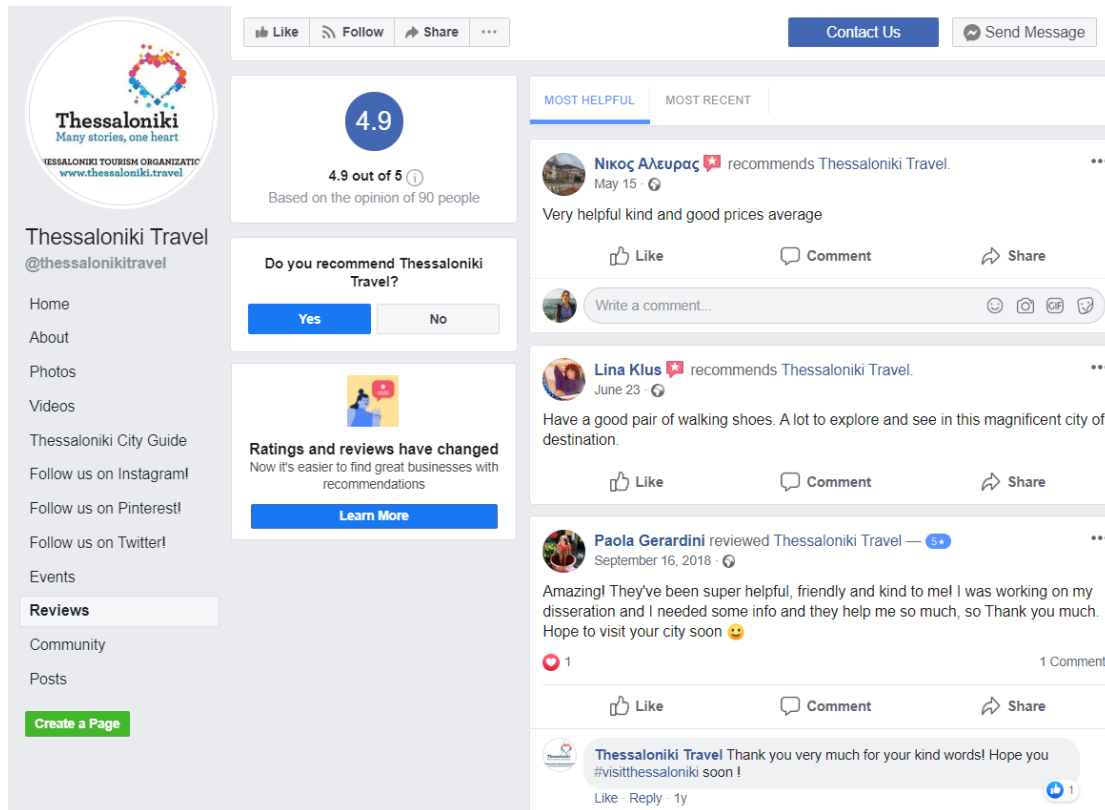 Thessaloniki
Many stories, one heart
HESSALONIKI TOURISM ORGANIZATIO
www.thessaloniki.travel
Thessaloniki Travel
@thessalonikitravel
Home
About
Photos
Videos
Thessaloniki City Guide
Follow us on Instagram!
Follow us on Pinterest!
Follow us on Twitter!
Events
Reviews
Community
Posts
Create a Page
Like Follow Share
Contact Us Send Message
4.9
4.9 out of 5
Based on the opinion of 90 people
Do you recommend Thessaloniki
Travel?
Yes No
Ratings and reviews have changed
Now it's easier to find great businesses with
recommendations
Learn More
MOST HELPFUL MOST RECENT
Νικος Αλευρας recommends Thessaloniki Travel.
May 15 ·
Very helpful kind and good prices average
Like Comment Share
Write a comment...
GIF
Lina Klus recommends Thessaloniki Travel.
June 23 ·
Have a good pair of walking shoes. A lot to explore and see in this magnificent city of
destination.
Like Comment Share
Paola Gerardini reviewed Thessaloniki Travel — 5★
September 16, 2018 ·
Amazing! They've been super helpful, friendly and kind to me! I was working on my
disseration and I needed some info and they help me so much, so Thank you much.
Hope to visit your city soon 😃
1 1 Comment
Like Comment Share
Thessaloniki Travel Thank you very much for your kind words! Hope you
#visitthessaloniki soon !
1
Like · Reply · 1y